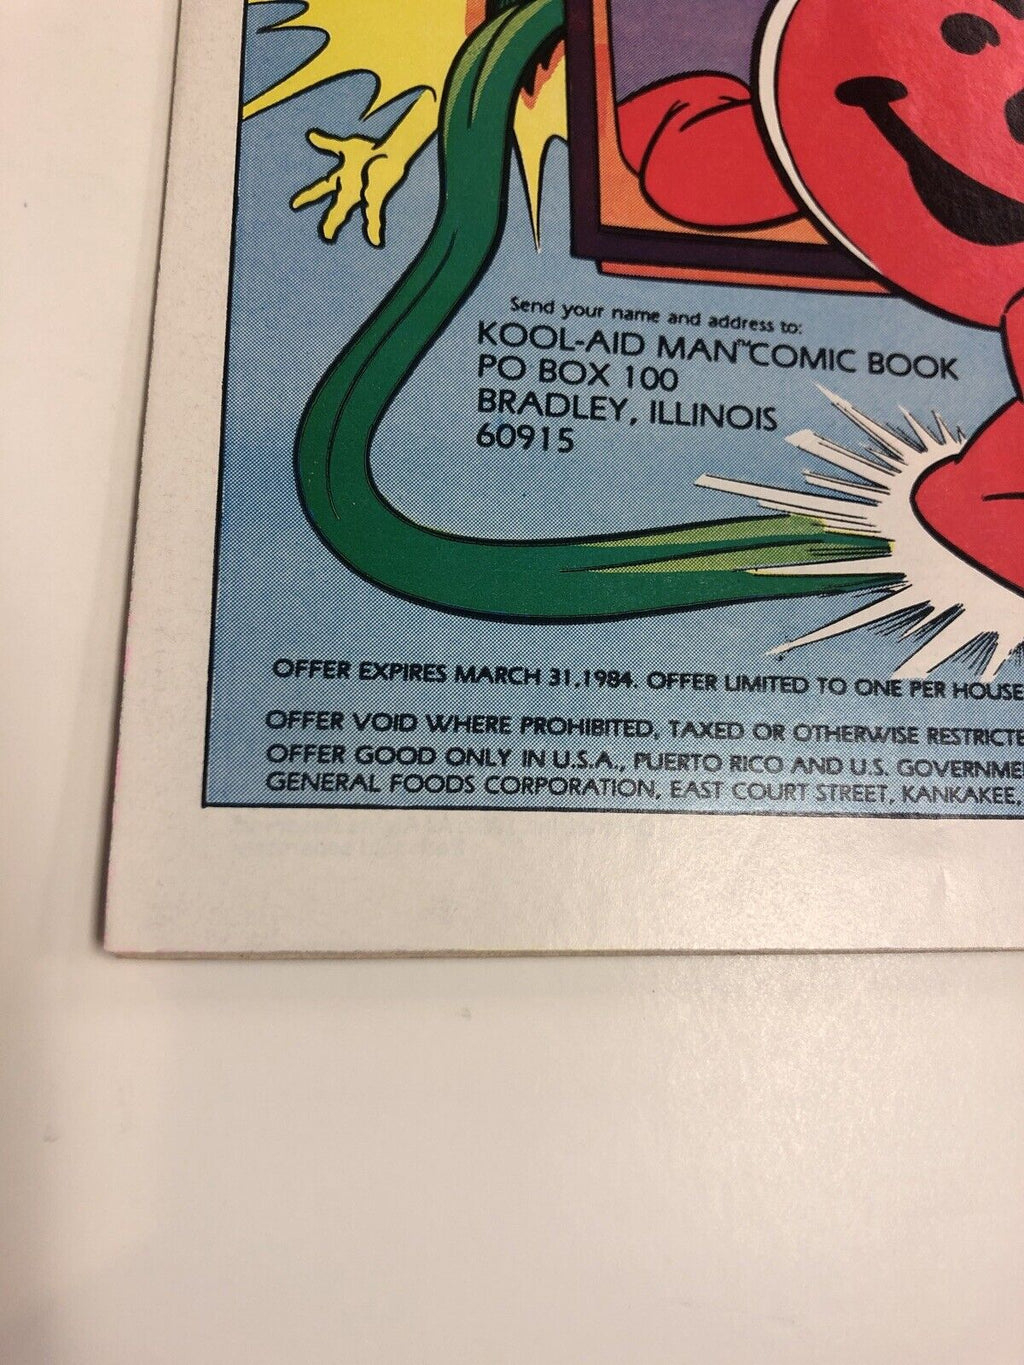 Send your name and address to:
KOOL-AID MAN™ COMIC BOOK
PO BOX 100
BRADLEY, ILLINOIS
60915
OFFER EXPIRES MARCH 31, 1984. OFFER LIMITED TO ONE PER HOUSE
OFFER VOID WHERE PROHIBITED, TAXED OR OTHERWISE RESTRICTE
OFFER GOOD ONLY IN U.S.A., PUERTO RICO AND U.S. GOVERNME
GENERAL FOODS CORPORATION, EAST COURT STREET, KANKAKEE,